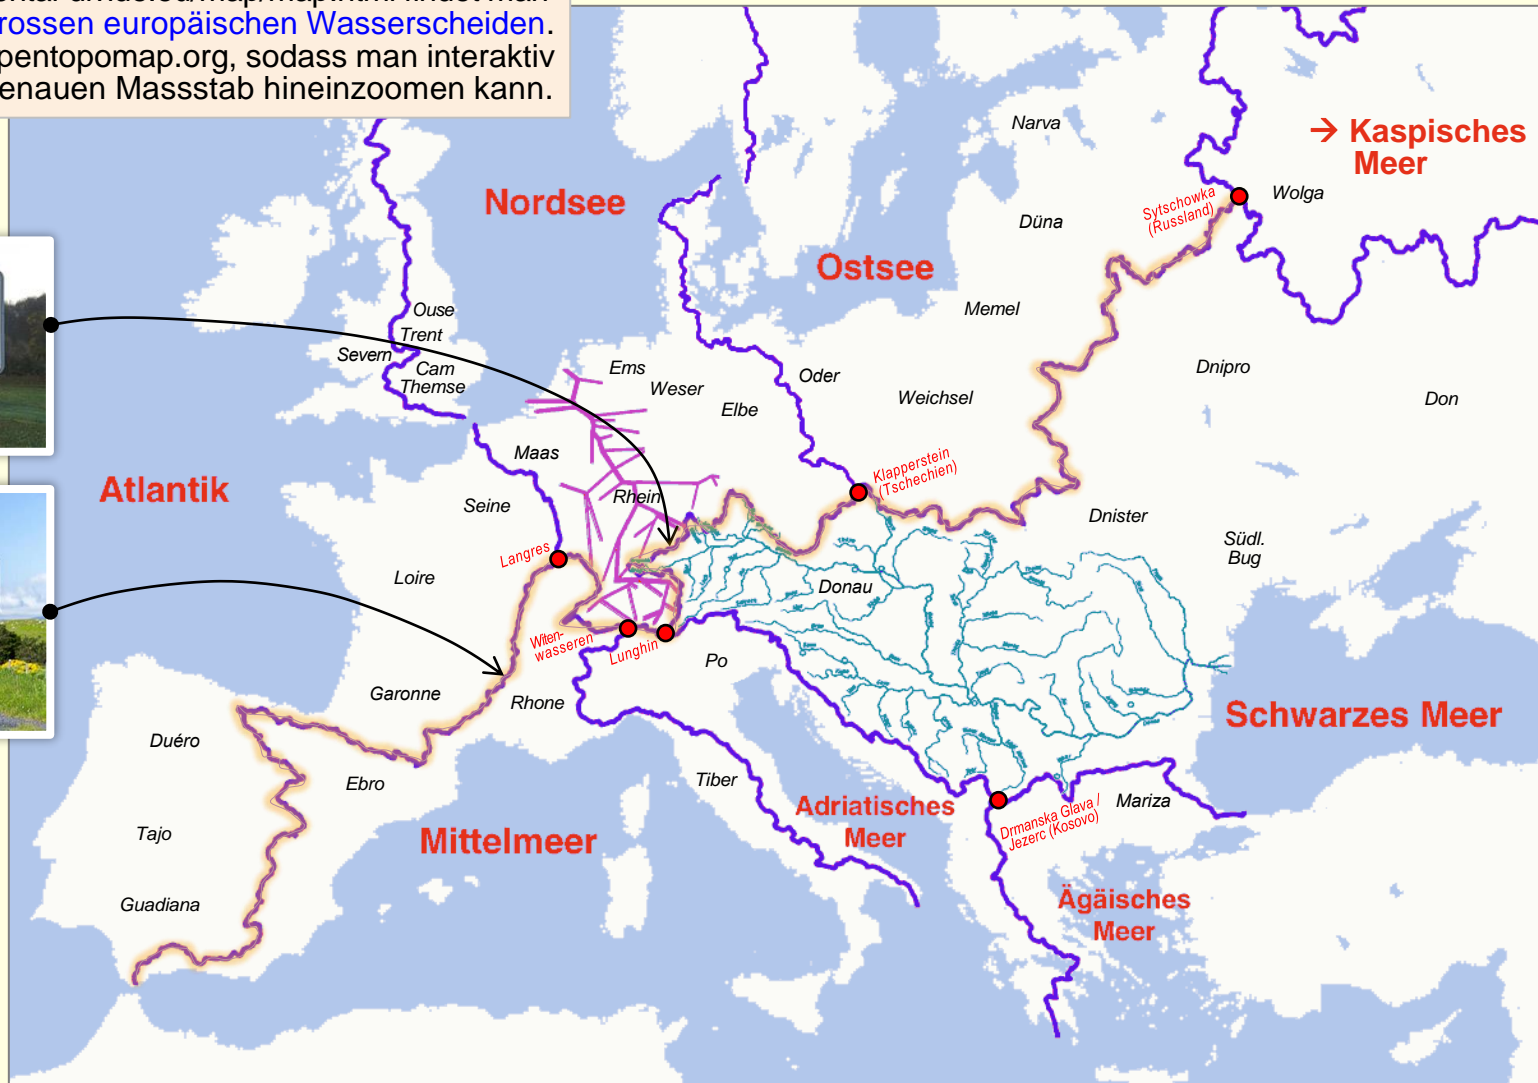 rossen europäischen Wasserscheiden.
pentopomap.org, sodass man interaktiv
enauen Massstab hineinzoomen kann.
→ Kaspisches
Meer
Narva
Sytschowka
(Russland)
Wolga
Nordsee
Düna
Ostsee
Memel
Ouse
Trent
Severn
Cam
Themse
Ems
Weser
Elbe
Oder
Weichsel
Dnipro
Don
Maas
Klapperstein
(Tschechien)
Atlantik
Seine
Rhein
Dnister
Südl.
Bug
Langres
Loire
Donau
Witen-
wasseren
Lunghin
Po
Garonne
Rhone
Schwarzes Meer
Duéro
Ebro
Tiber
Adriatisches
Meer
Drmanska Glava /
Jezerc (Kosovo)
Mariza
Tajo
Mittelmeer
Guadiana
Ägäisches
Meer